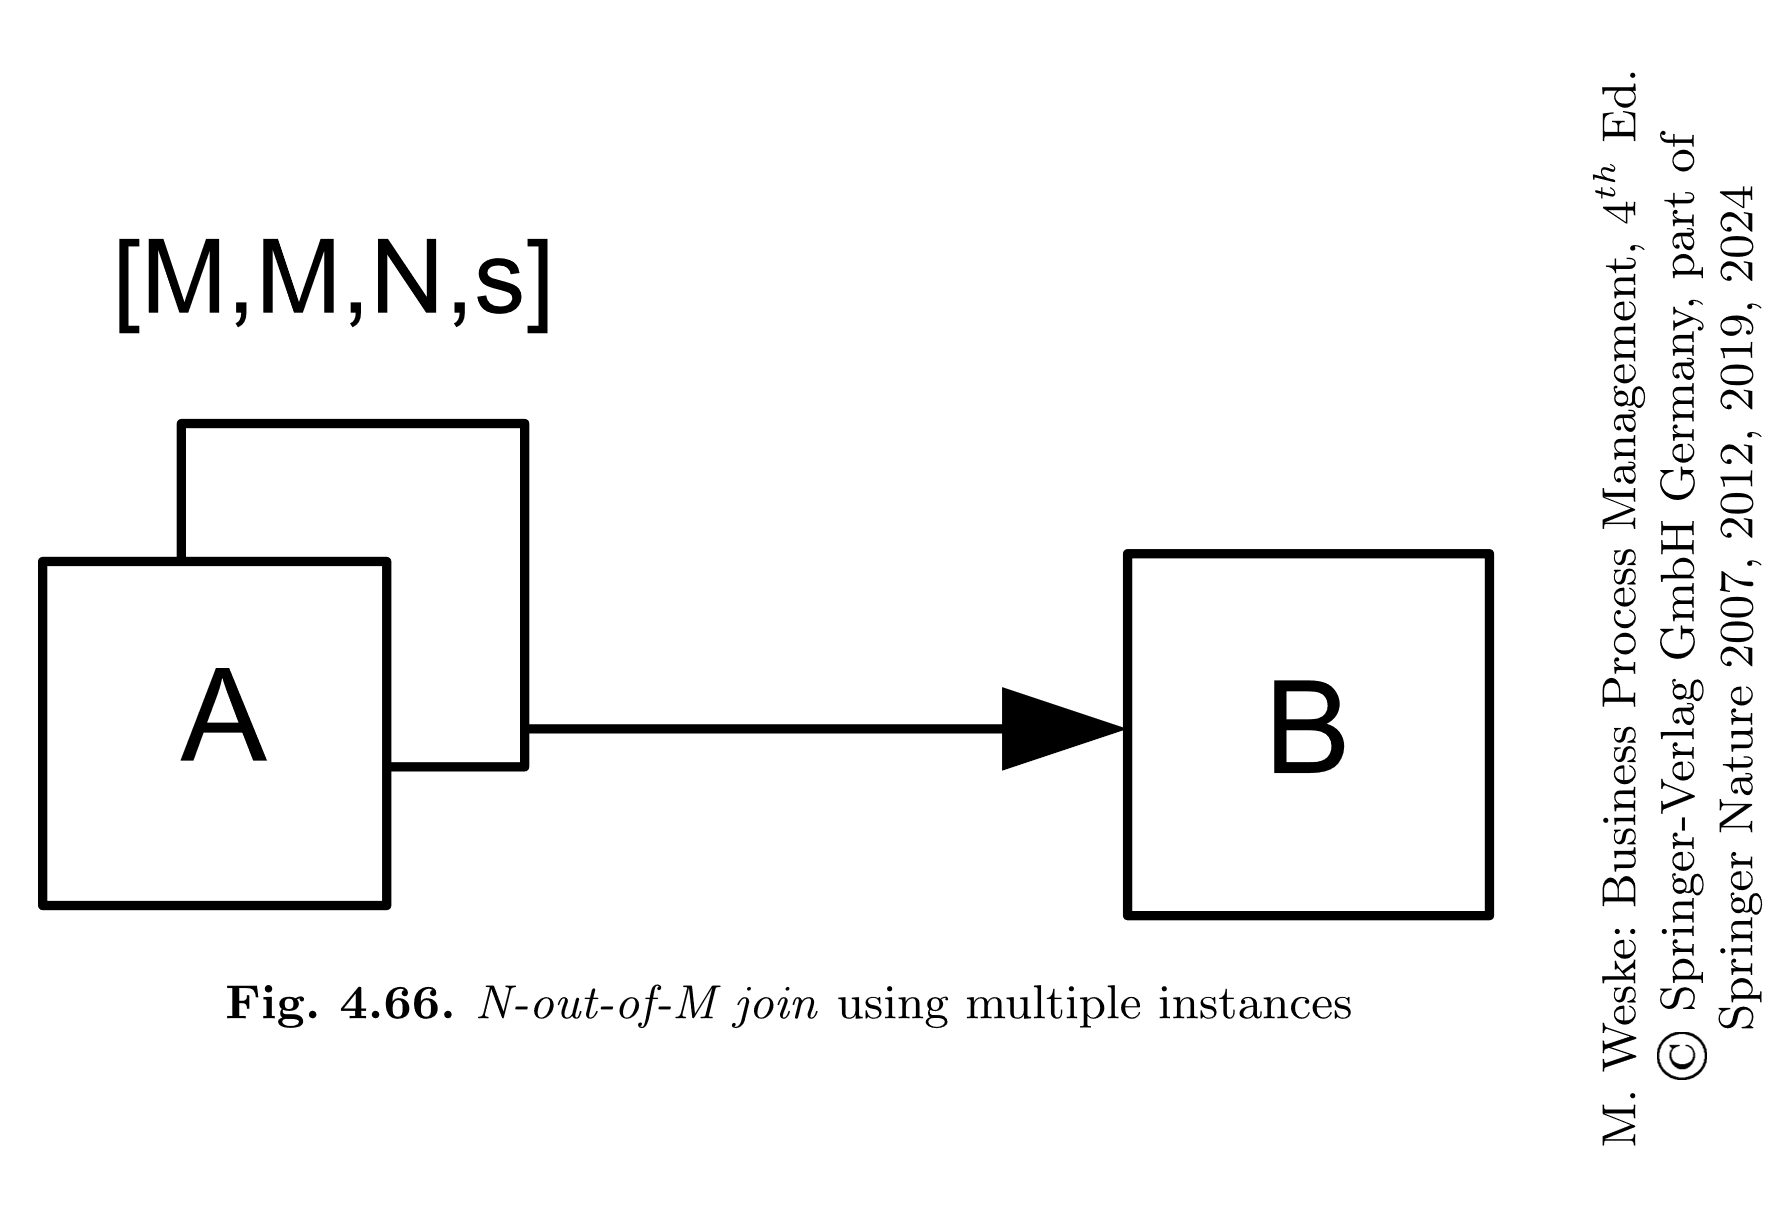 [M,M,N,s]
A
B
Fig. 4.66. N-out-of-M join using multiple instances
M. Weske: Business Process Management, 4th Ed.
© Springer-Verlag GmbH Germany, part of
Springer Nature 2007, 2012, 2019, 2024